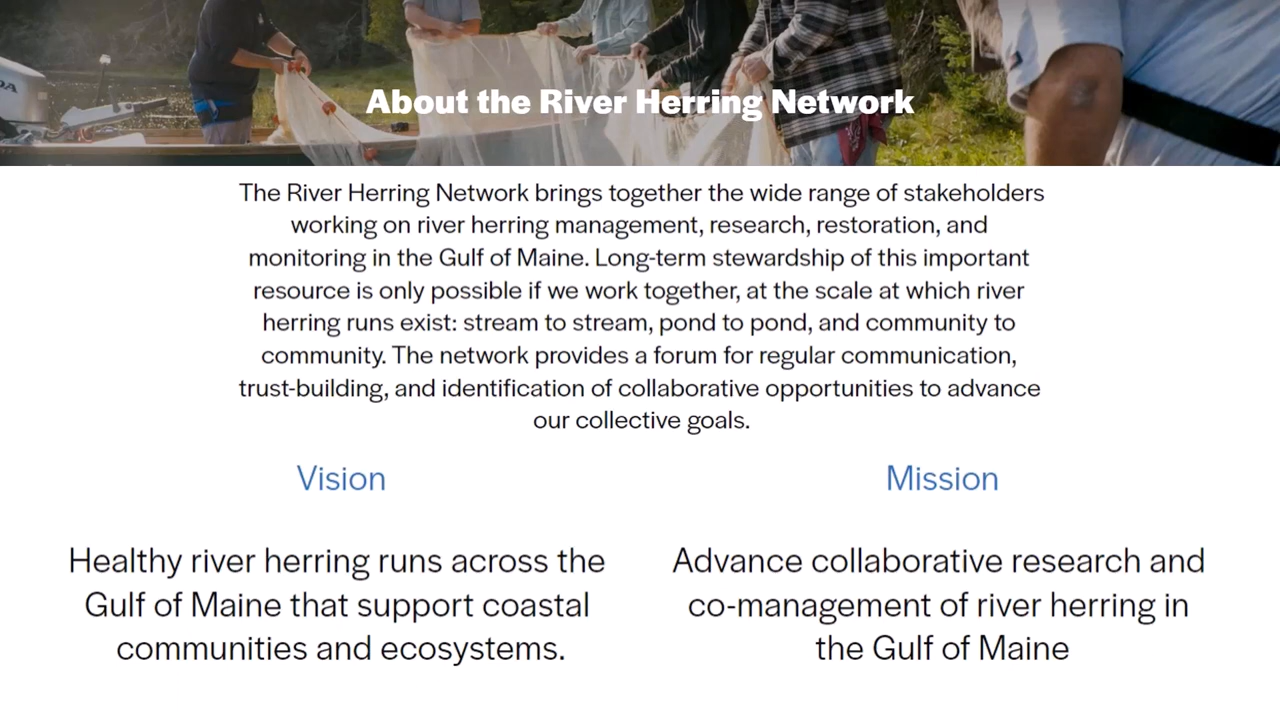 About the River Herring Network
The River Herring Network brings together the wide range of stakeholders
working on river herring management, research, restoration, and
monitoring in the Gulf of Maine. Long-term stewardship of this important
resource is only possible if we work together, at the scale at which river
herring runs exist: stream to stream, pond to pond, and community to
community. The network provides a forum for regular communication,
trust-building, and identification of collaborative opportunities to advance
our collective goals.
Vision
Healthy river herring runs across the
Gulf of Maine that support coastal
communities and ecosystems.
Mission
Advance collaborative research and
co-management of river herring in
the Gulf of Maine